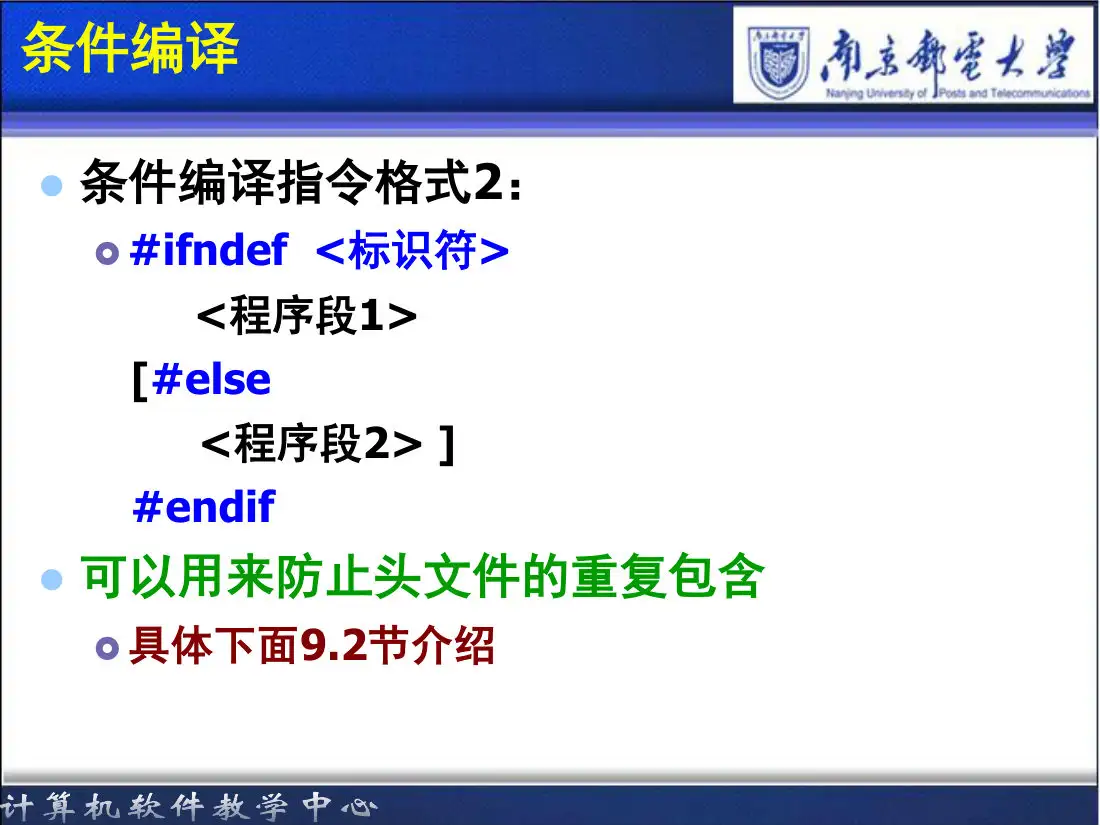 条件编译
南京郵電大學
Nanjing University of Posts and Telecommunications
条件编译指令格式2：
#ifndef <标识符>
<程序段1>
[#else
<程序段2> ]
#endif
可以用来防止头文件的重复包含
具体下面9.2节介绍
计算机软件教学中心